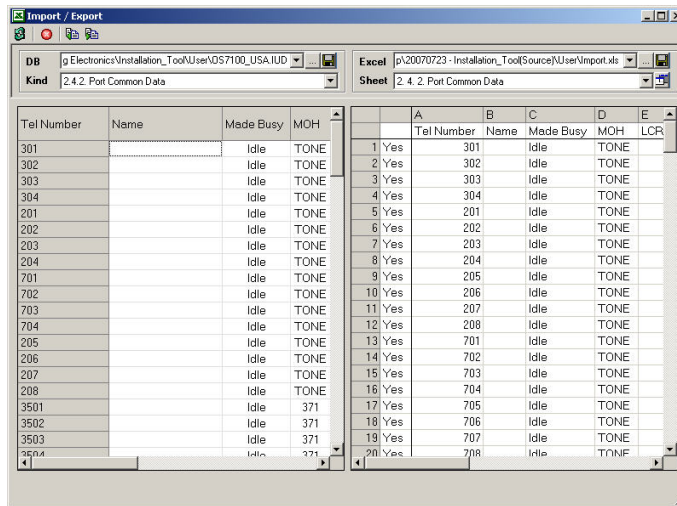 Import / Export
DB g Electronics\Installation_Tool\User\OS7100_USA.IUD ...
Kind 2.4.2. Port Common Data
Excel p\20070723 - Installation_Tool(Source)\User\Import.xls ...
Sheet 2. 4. 2. Port Common Data
Tel Number Name Made Busy MOH
301 Idle TONE
302 Idle TONE
303 Idle TONE
304 Idle TONE
201 Idle TONE
202 Idle TONE
203 Idle TONE
204 Idle TONE
701 Idle TONE
702 Idle TONE
703 Idle TONE
704 Idle TONE
205 Idle TONE
206 Idle TONE
207 Idle TONE
208 Idle TONE
3501 Idle 371
3502 Idle 371
3503 Idle 371
3504 Idle 371
A B C D E
Tel Number Name Made Busy MOH LCR
1 Yes 301 Idle TONE
2 Yes 302 Idle TONE
3 Yes 303 Idle TONE
4 Yes 304 Idle TONE
5 Yes 201 Idle TONE
6 Yes 202 Idle TONE
7 Yes 203 Idle TONE
8 Yes 204 Idle TONE
9 Yes 205 Idle TONE
10 Yes 206 Idle TONE
11 Yes 207 Idle TONE
12 Yes 208 Idle TONE
13 Yes 701 Idle TONE
14 Yes 702 Idle TONE
15 Yes 703 Idle TONE
16 Yes 704 Idle TONE
17 Yes 705 Idle TONE
18 Yes 706 Idle TONE
19 Yes 707 Idle TONE
20 Yes 708 Idle TONE